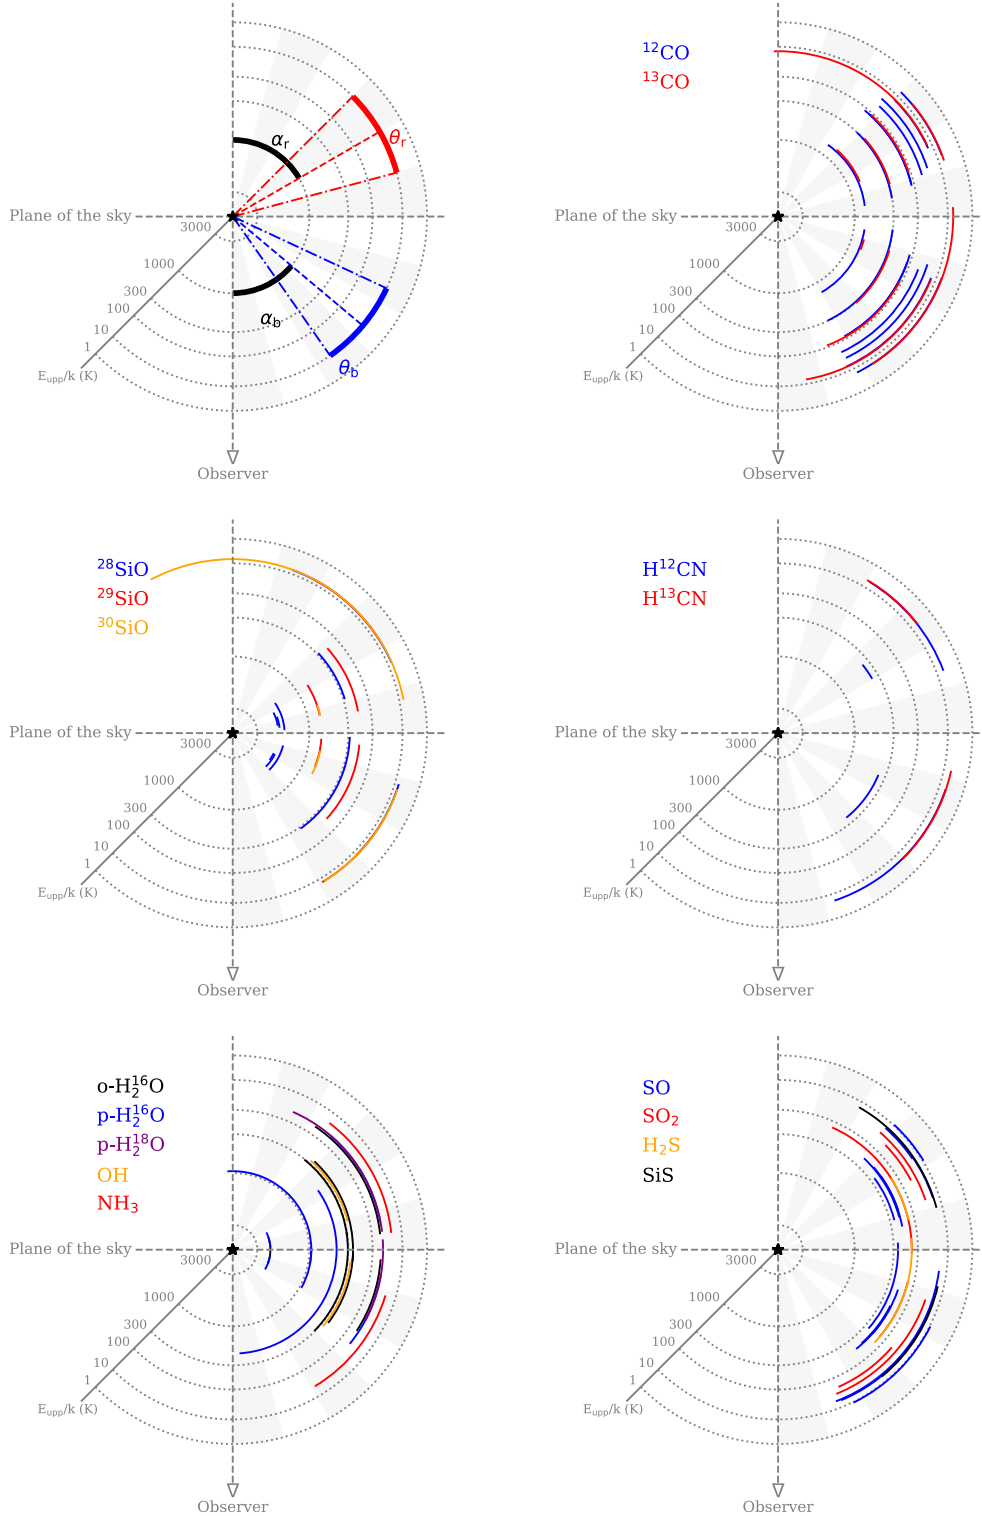 α_r
θ_r
Plane of the sky
3000
1000
300
100
10
1
E_upp/k (K)
α_b
θ_b
Observer
¹²CO
¹³CO
Plane of the sky
3000
1000
300
100
10
1
E_upp/k (K)
Observer
²⁸SiO
²⁹SiO
³⁰SiO
Plane of the sky
3000
1000
300
100
10
1
E_upp/k (K)
Observer
H¹²CN
H¹³CN
Plane of the sky
3000
1000
300
100
10
1
E_upp/k (K)
Observer
o-H₂¹⁶O
p-H₂¹⁶O
p-H₂¹⁸O
OH
NH₃
Plane of the sky
3000
1000
300
100
10
1
E_upp/k (K)
Observer
SO
SO₂
H₂S
SiS
Plane of the sky
3000
1000
300
100
10
1
E_upp/k (K)
Observer